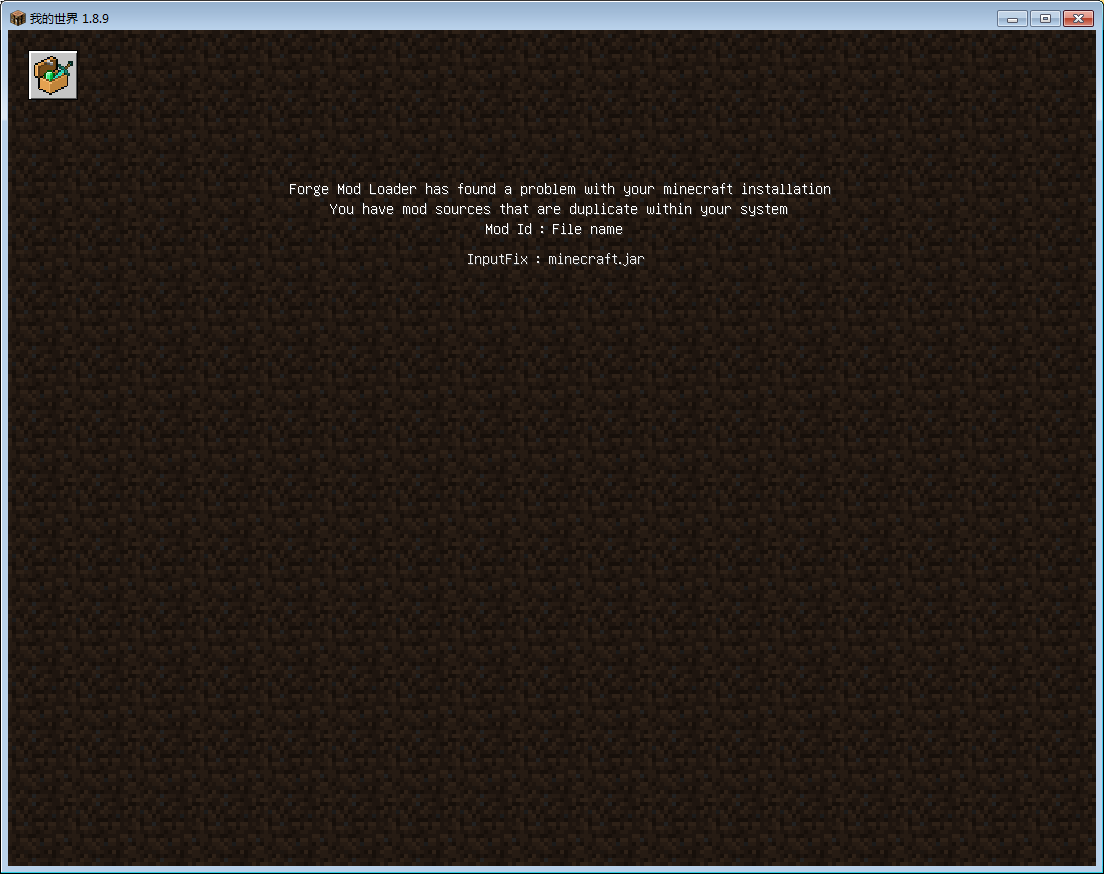 我的世界 1.8.9
Forge Mod Loader has found a problem with your minecraft installation
You have mod sources that are duplicate within your system
Mod Id : File name
InputFix : minecraft.jar